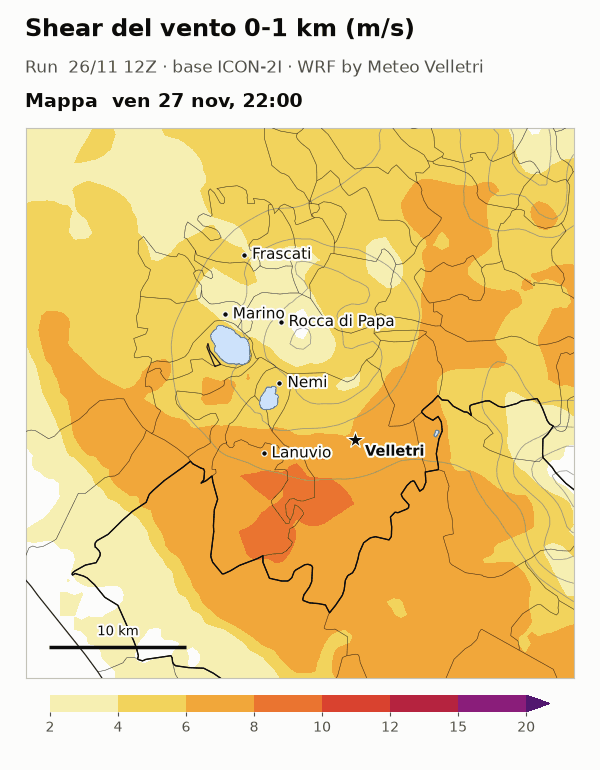 Shear del vento 0-1 km (m/s)
Run  26/11 12Z · base ICON-2I · WRF by Meteo Velletri
Mappa  ven 27 nov, 22:00
Frascati
Marino
Rocca di Papa
Nemi
Velletri
Lanuvio
10 km
2 4 6 8 10 12 15 20